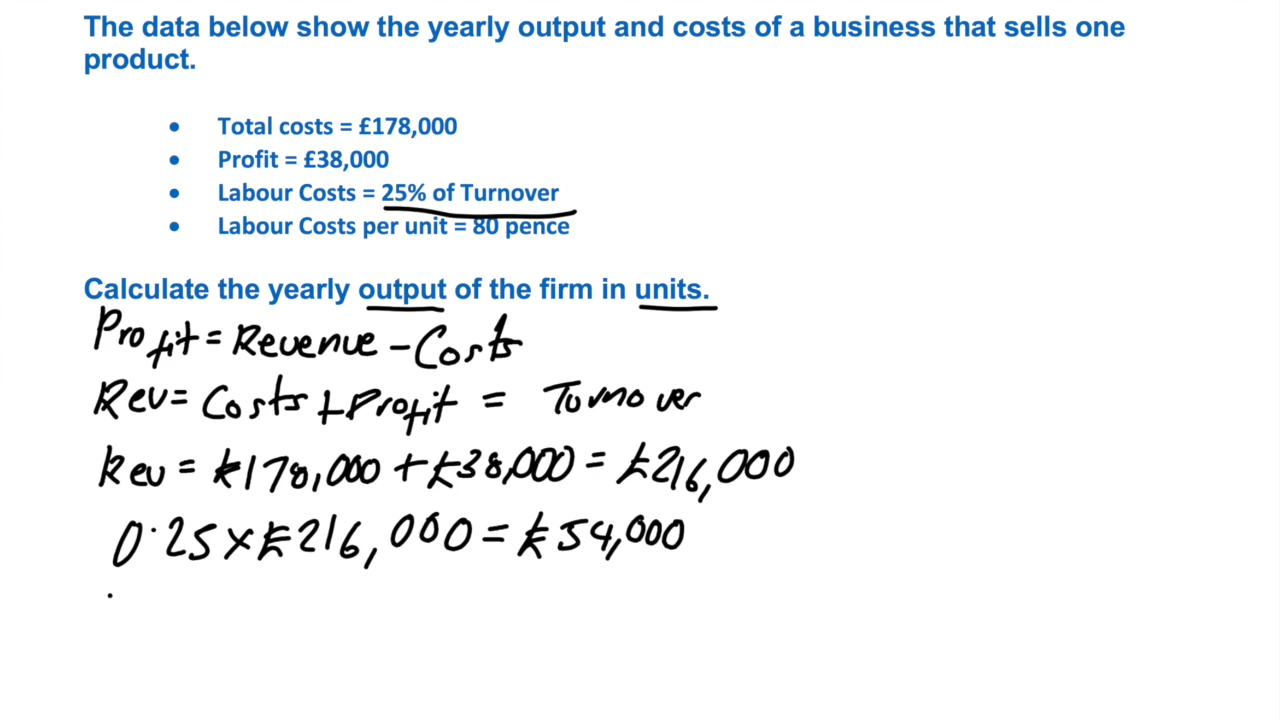 The data below show the yearly output and costs of a business that sells one
product.
• Total costs = £178,000
• Profit = £38,000
• Labour Costs = 25% of Turnover
• Labour Costs per unit = 80 pence
Calculate the yearly output of the firm in units.
Profit = Revenue - Costs
Rev = Costs + Profit = Turnover
Rev = £178,000 + £38,000 = £216,000
0.25 x £216,000 = £54,000